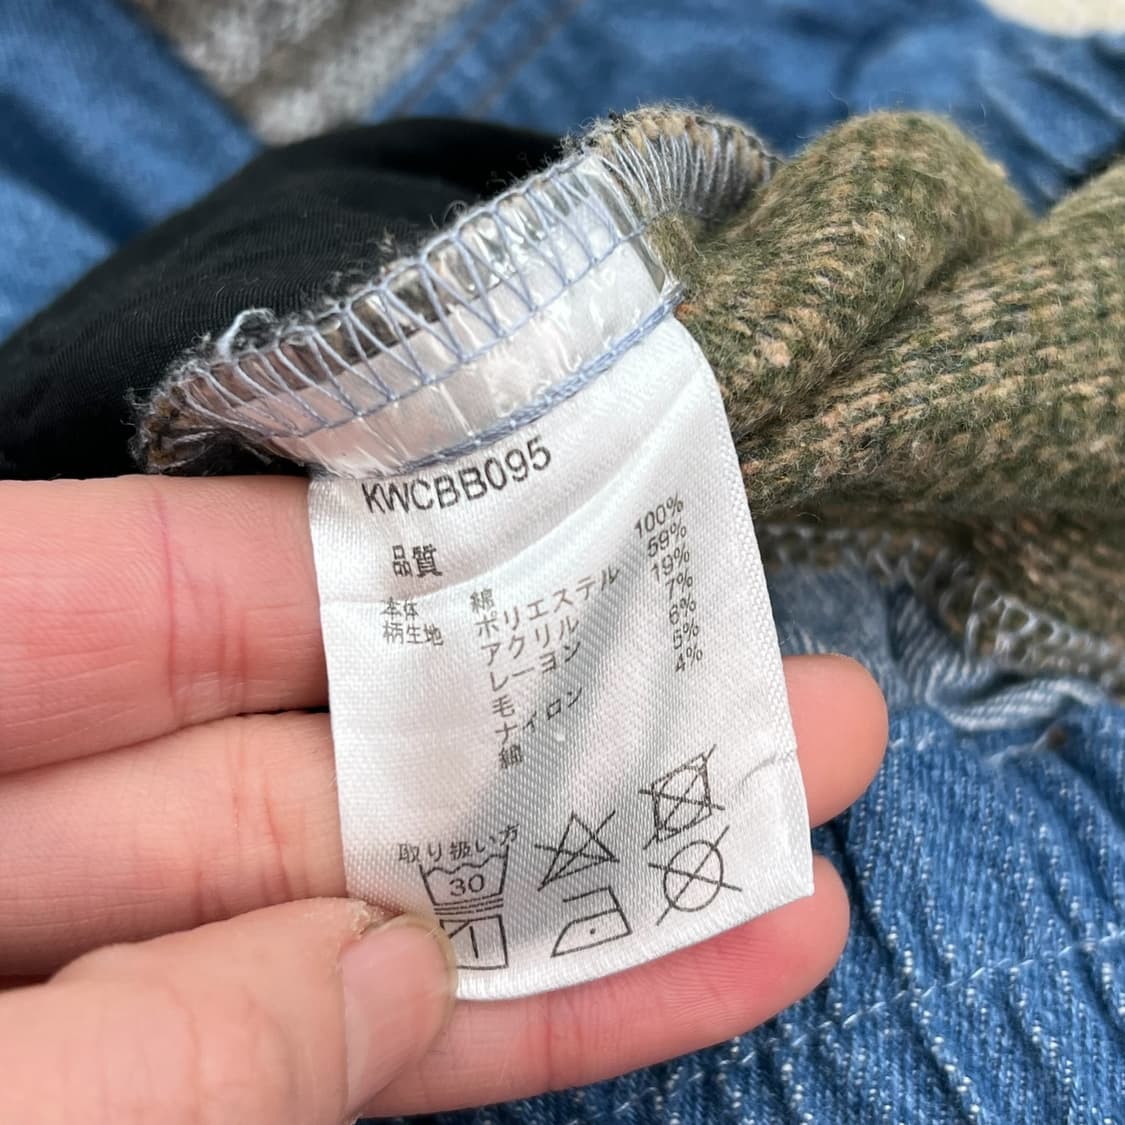 KWCBB095
品質
本体 綿 100%
柄生地 ポリエステル 59%
アクリル 19%
レーヨン 7%
毛 6%
ナイロン 5%
綿 4%
取り扱い方
30